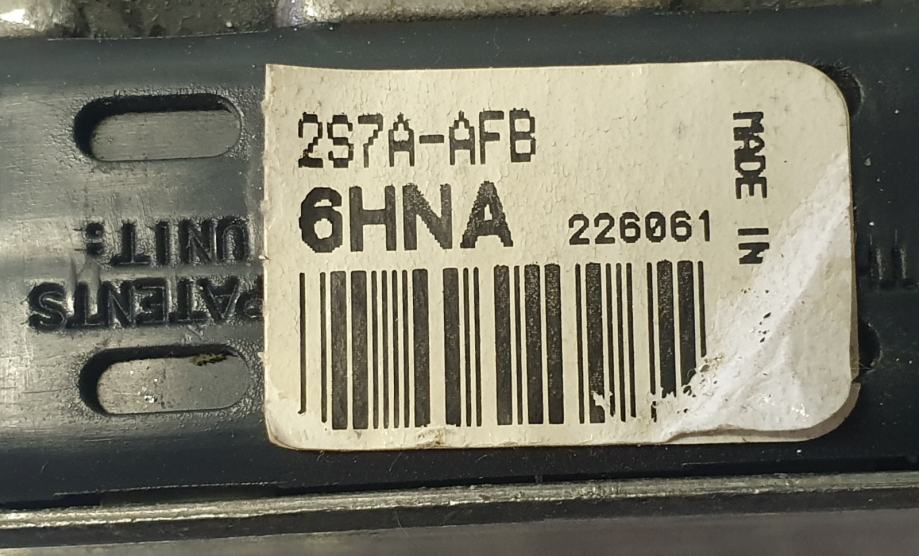 2S7A-AFB
6HNA 226061
MADE IN
PATENTS
UNIT: